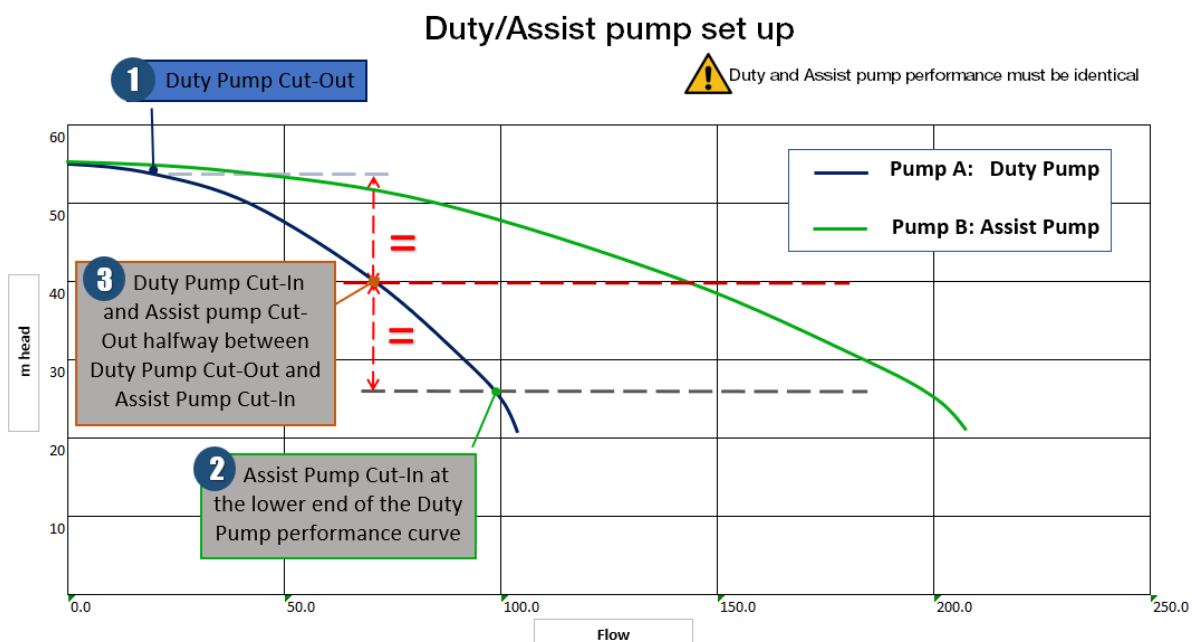 Duty/Assist pump set up
Duty and Assist pump performance must be identical
1 Duty Pump Cut-Out
Pump A: Duty Pump
Pump B: Assist Pump
3 Duty Pump Cut-In
and Assist pump Cut-
Out halfway between
Duty Pump Cut-Out and
Assist Pump Cut-In
=
=
2 Assist Pump Cut-In at
the lower end of the Duty
Pump performance curve
m head
60
50
40
30
20
10
0.0 50.0 100.0 150.0 200.0 250.0
Flow